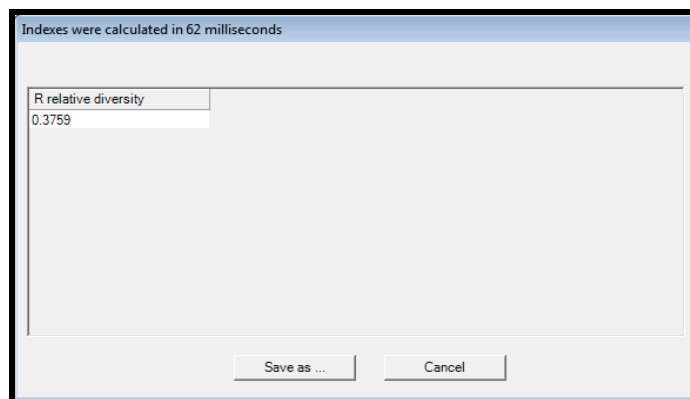 Indexes were calculated in 62 milliseconds
R relative diversity
0.3759
Save as ...
Cancel